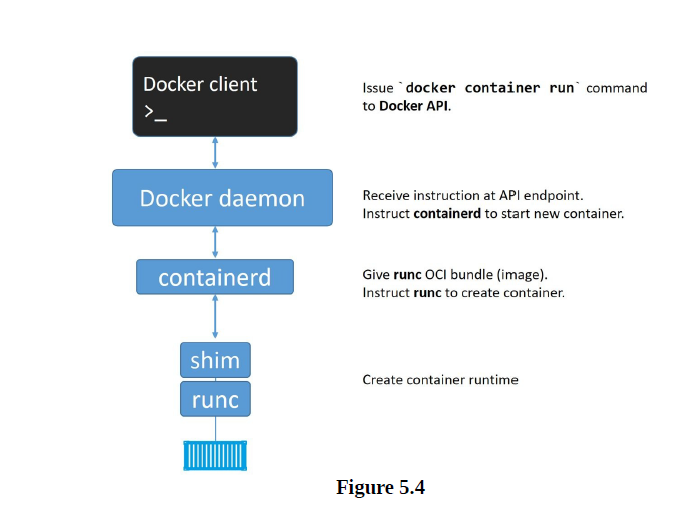 Docker client
>_
Issue `docker container run` command
to Docker API.
Docker daemon
Receive instruction at API endpoint.
Instruct containerd to start new container.
containerd
Give runc OCI bundle (image).
Instruct runc to create container.
shim
runc
Create container runtime
Figure 5.4